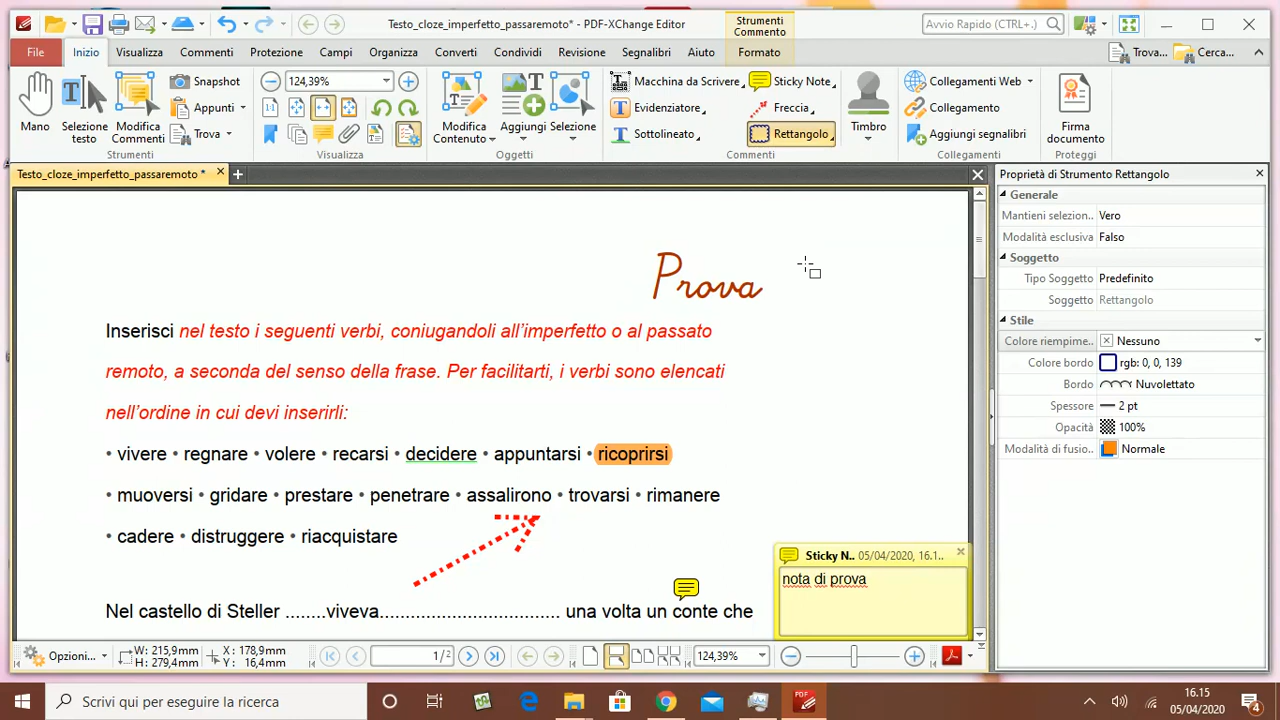 Testo_cloze_imperfetto_passaremoto* - PDF-XChange Editor
Strumenti
Commento
Avvio Rapido (CTRL+.)
File
Inizio
Visualizza
Commenti
Protezione
Campi
Organizza
Converti
Condividi
Revisione
Segnalibri
Aiuto
Formato
Trova...
Cerca...
Mano
Selezione
testo
Modifica
Commenti
Snapshot
Appunti
Trova
Strumenti
124,39%
Visualizza
Modifica
Contenuto
Aggiungi
Selezione
Oggetti
Macchina da Scrivere
Evidenziatore
Sottolineato
Sticky Note
Freccia
Rettangolo
Timbro
Commenti
Collegamenti Web
Collegamento
Aggiungi segnalibri
Collegamenti
Firma
documento
Proteggi
Testo_cloze_imperfetto_passaremoto *
Prova
Inserisci nel testo i seguenti verbi, coniugandoli all'imperfetto o al passato
remoto, a seconda del senso della frase. Per facilitarti, i verbi sono elencati
nell'ordine in cui devi inserirli:
• vivere • regnare • volere • recarsi • decidere • appuntarsi • ricoprirsi
• muoversi • gridare • prestare • penetrare • assalirono • trovarsi • rimanere
• cadere • distruggere • riacquistare
Nel castello di Steller ........viveva................................... una volta un conte che
Sticky N.. 05/04/2020, 16.1..
nota di prova
Proprietà di Strumento Rettangolo
Generale
Mantieni selezion.. Vero
Modalità esclusiva Falso
Soggetto
Tipo Soggetto Predefinito
Soggetto Rettangolo
Stile
Colore riempime.. Nessuno
Colore bordo rgb: 0, 0, 139
Bordo Nuvolettato
Spessore 2 pt
Opacità 100%
Modalità di fusio.. Normale
Opzioni...
W: 215,9mm
H: 279,4mm
X: 178,9mm
Y: 16,4mm
1/2
124,39%
Scrivi qui per eseguire la ricerca
16.15
05/04/2020
4